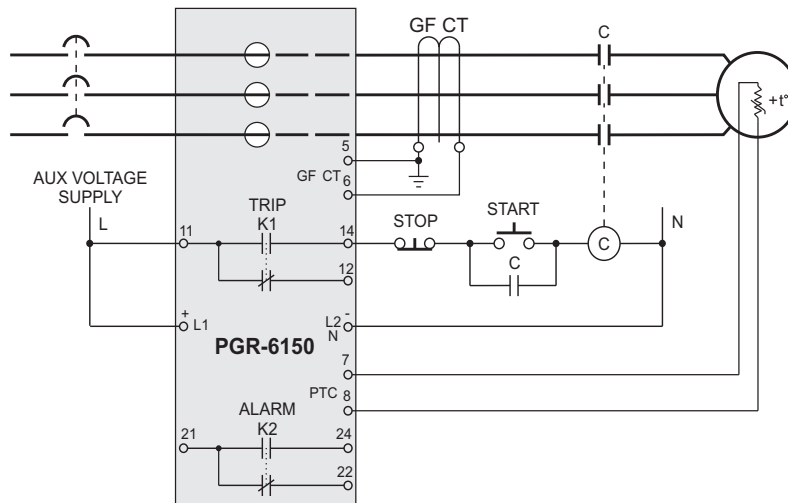 GF CT
C
+t°
5
GF CT
6
AUX VOLTAGE
SUPPLY
L
TRIP
K1
11
14
12
STOP
START
C
C
N
+
L1
-
L2
N
PGR-6150
7
PTC
8
ALARM
K2
21
24
22